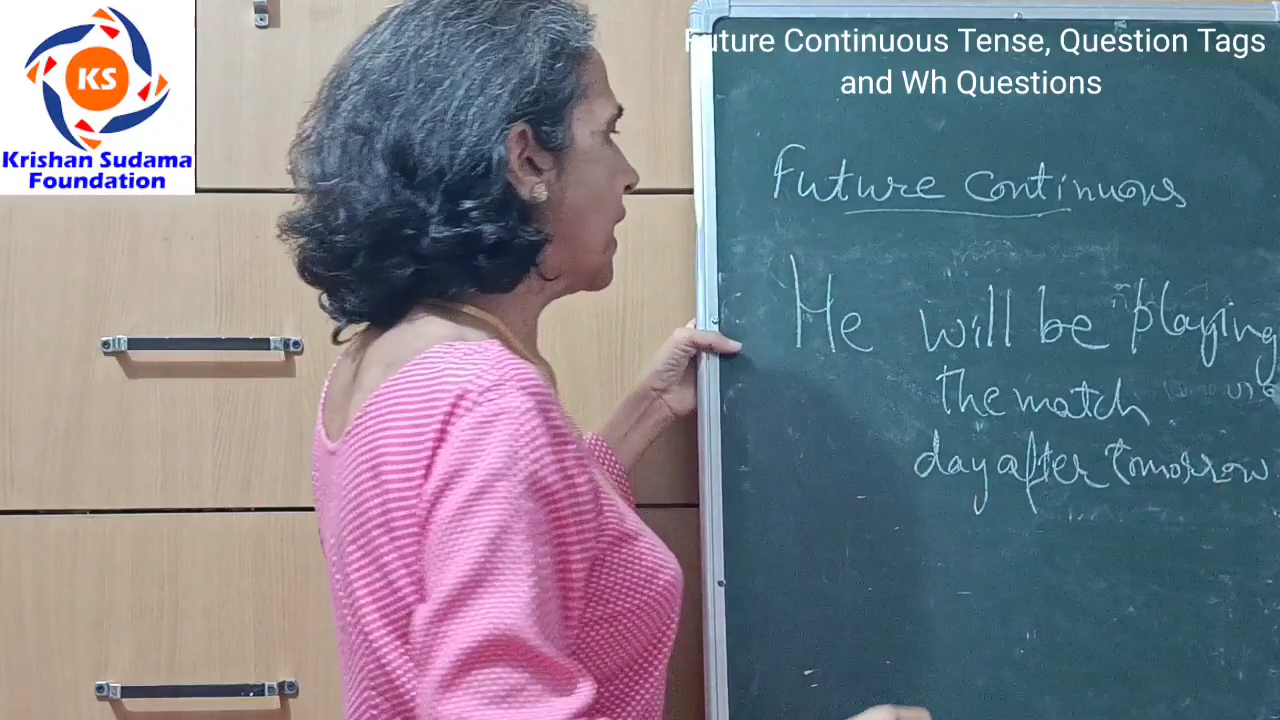 KS
Krishan Sudama
Foundation
Future Continuous Tense, Question Tags
and Wh Questions
Future Continuous
He will be playing
the match
day after tomorrow